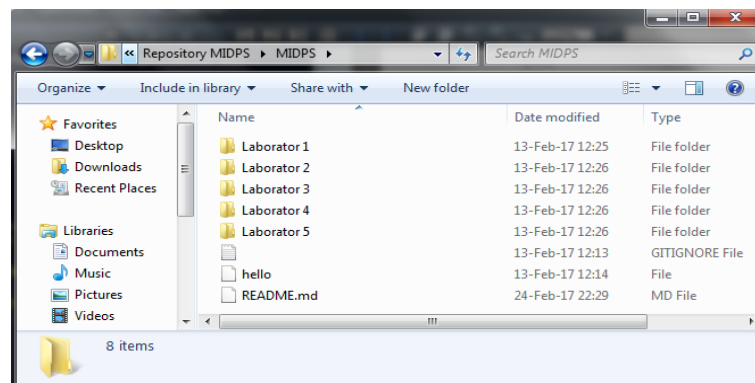 « Repository MIDPS ▸ MIDPS ▸ Search MIDPS
Organize Include in library Share with New folder
Favorites
Desktop
Downloads
Recent Places
Libraries
Documents
Music
Pictures
Videos
Name Date modified Type
Laborator 1 13-Feb-17 12:25 File folder
Laborator 2 13-Feb-17 12:26 File folder
Laborator 3 13-Feb-17 12:26 File folder
Laborator 4 13-Feb-17 12:26 File folder
Laborator 5 13-Feb-17 12:26 File folder
13-Feb-17 12:13 GITIGNORE File
hello 13-Feb-17 12:14 File
README.md 24-Feb-17 22:29 MD File
8 items